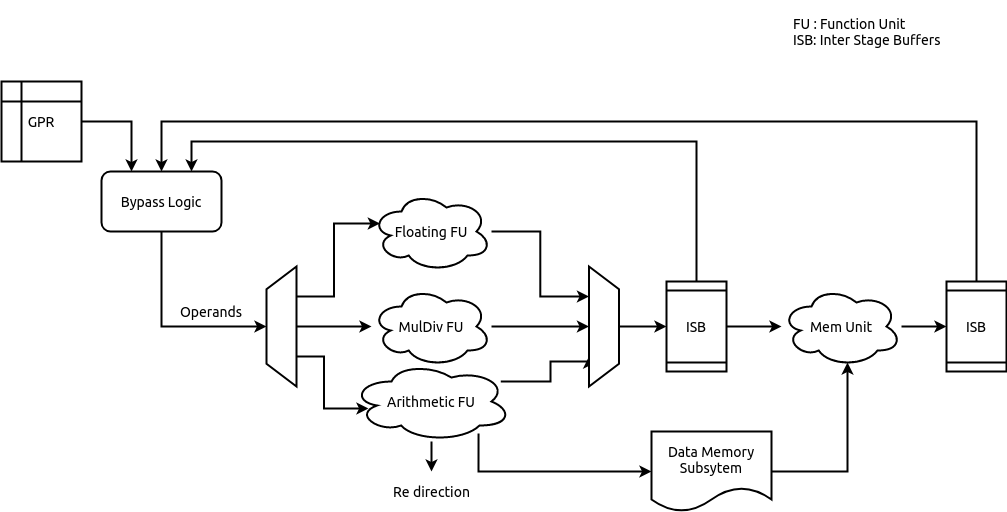 FU : Function Unit
ISB: Inter Stage Buffers
GPR
Bypass Logic
Floating FU
Operands
MulDiv FU
ISB
Mem Unit
ISB
Arithmetic FU
Data Memory
Subsytem
Re direction